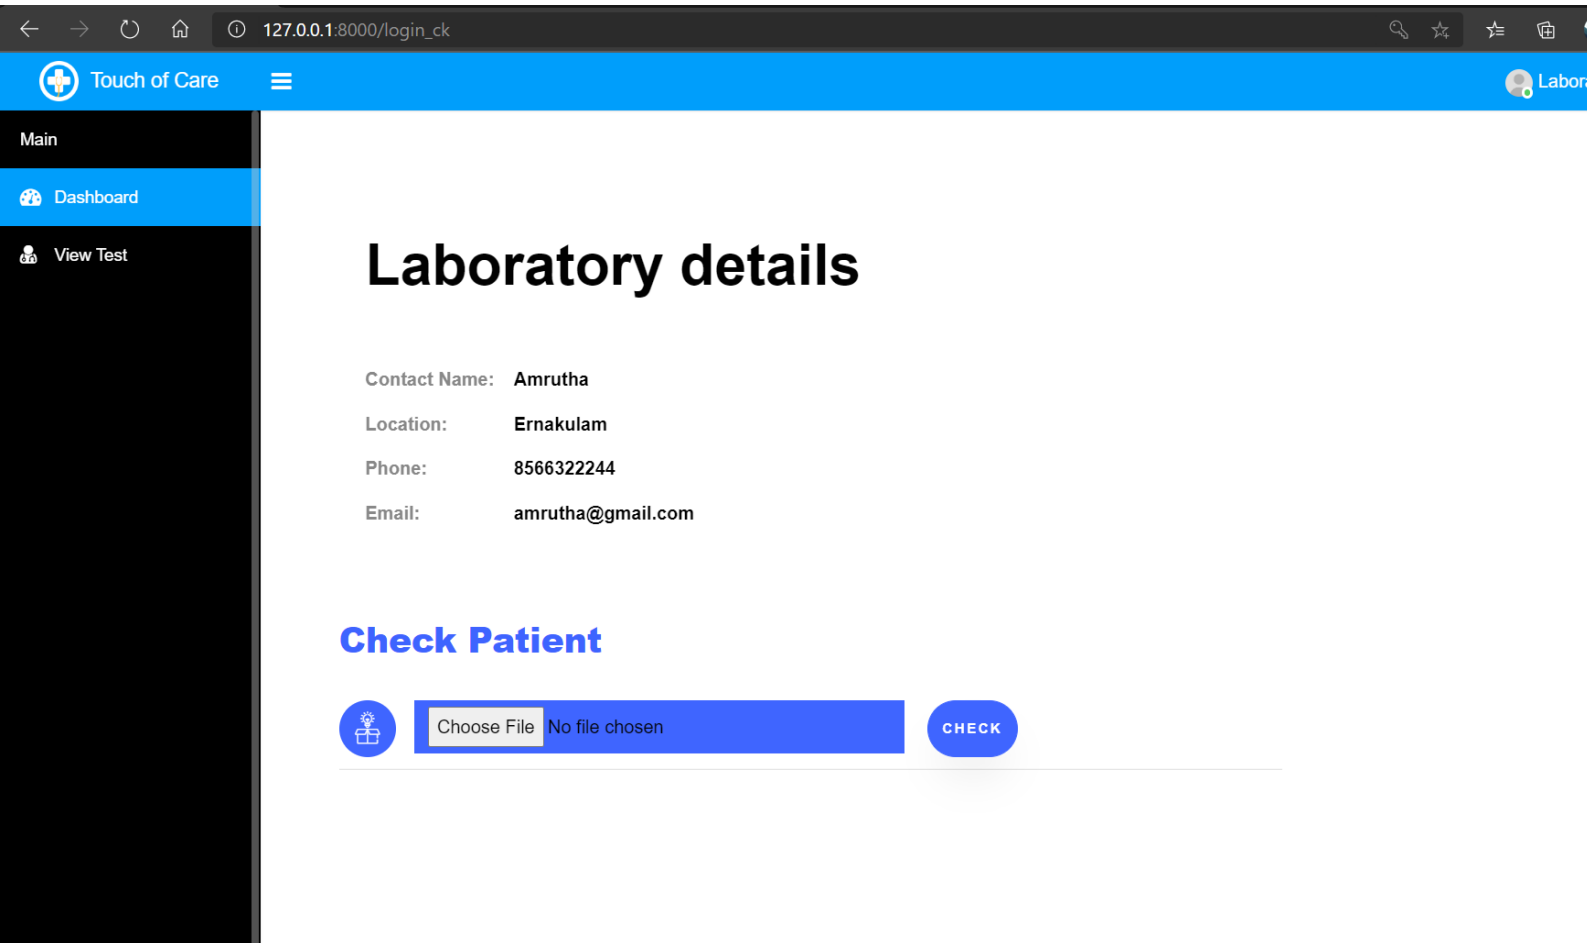 127.0.0.1:8000/login_ck
Touch of Care
Labora
Main
Dashboard
View Test
Laboratory details
Contact Name: Amrutha
Location: Ernakulam
Phone: 8566322244
Email: amrutha@gmail.com
Check Patient
Choose File No file chosen
CHECK